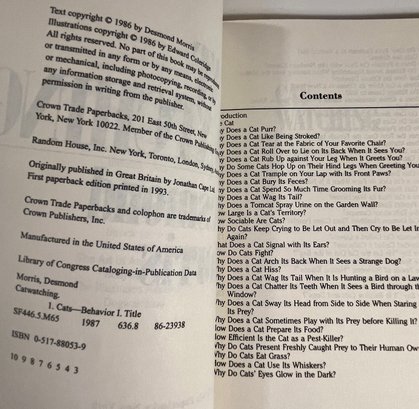 Text copyright © 1986 by Desmond Morris
Illustrations copyright © 1986 by Edward Coleridge
All rights reserved. No part of this book may be reproduced
or transmitted in any form or by any means, electronic
or mechanical, including photocopying, recording, or by
any information storage and retrieval system, without
permission in writing from the publisher.
Crown Trade Paperbacks, 201 East 50th Street, New
York, New York 10022. Member of the Crown Publishing
Random House, Inc. New York, Toronto, London, Sydney,
Originally published in Great Britain by Jonathan Cape Ltd
First paperback edition printed in 1993.
Crown Trade Paperbacks and colophon are trademarks of
Crown Publishers, Inc.
Manufactured in the United States of America
Library of Congress Cataloging-in-Publication Data
Morris, Desmond
Catwatching.
1. Cats—Behavior I. Title
SF446.5.M65 1987 636.8 86-23938
ISBN 0-517-88053-9
10 9 8 7 6 5 4 3
Contents
roduction
Cat
y Does a Cat Purr?
y Does a Cat Like Being Stroked?
y Does a Cat Tear at the Fabric of Your Favorite Chair?
y Does a Cat Roll Over to Lie on Its Back When It Sees You?
y Does a Cat Rub Up against Your Leg When It Greets You?
y Do Some Cats Hop Up on Their Hind Legs When Greeting You?
y Does a Cat Trample on Your Lap with Its Front Paws?
y Does a Cat Bury Its Feces?
y Does a Cat Spend So Much Time Grooming Its Fur?
y Does a Cat Wag Its Tail?
y Does a Tomcat Spray Urine on the Garden Wall?
w Large Is a Cat's Territory?
w Sociable Are Cats?
hy Do Cats Keep Crying to Be Let Out and Then Cry to Be Let In
Again?
hat Does a Cat Signal with Its Ears?
ow Do Cats Fight?
hy Does a Cat Arch Its Back When It Sees a Strange Dog?
hy Does a Cat Hiss?
hy Does a Cat Wag Its Tail When It Is Hunting a Bird on a Lawn
hy Does a Cat Chatter Its Teeth When It Sees a Bird through the
Window?
hy Does a Cat Sway Its Head from Side to Side When Staring
Its Prey?
hy Does a Cat Sometimes Play with Its Prey before Killing It?
ow Does a Cat Prepare Its Food?
ow Efficient Is the Cat as a Pest-Killer?
Why Do Cats Present Freshly Caught Prey to Their Human Own
Why Do Cats Eat Grass?
How Does a Cat Use Its Whiskers?
Why Do Cats' Eyes Glow in the Dark?